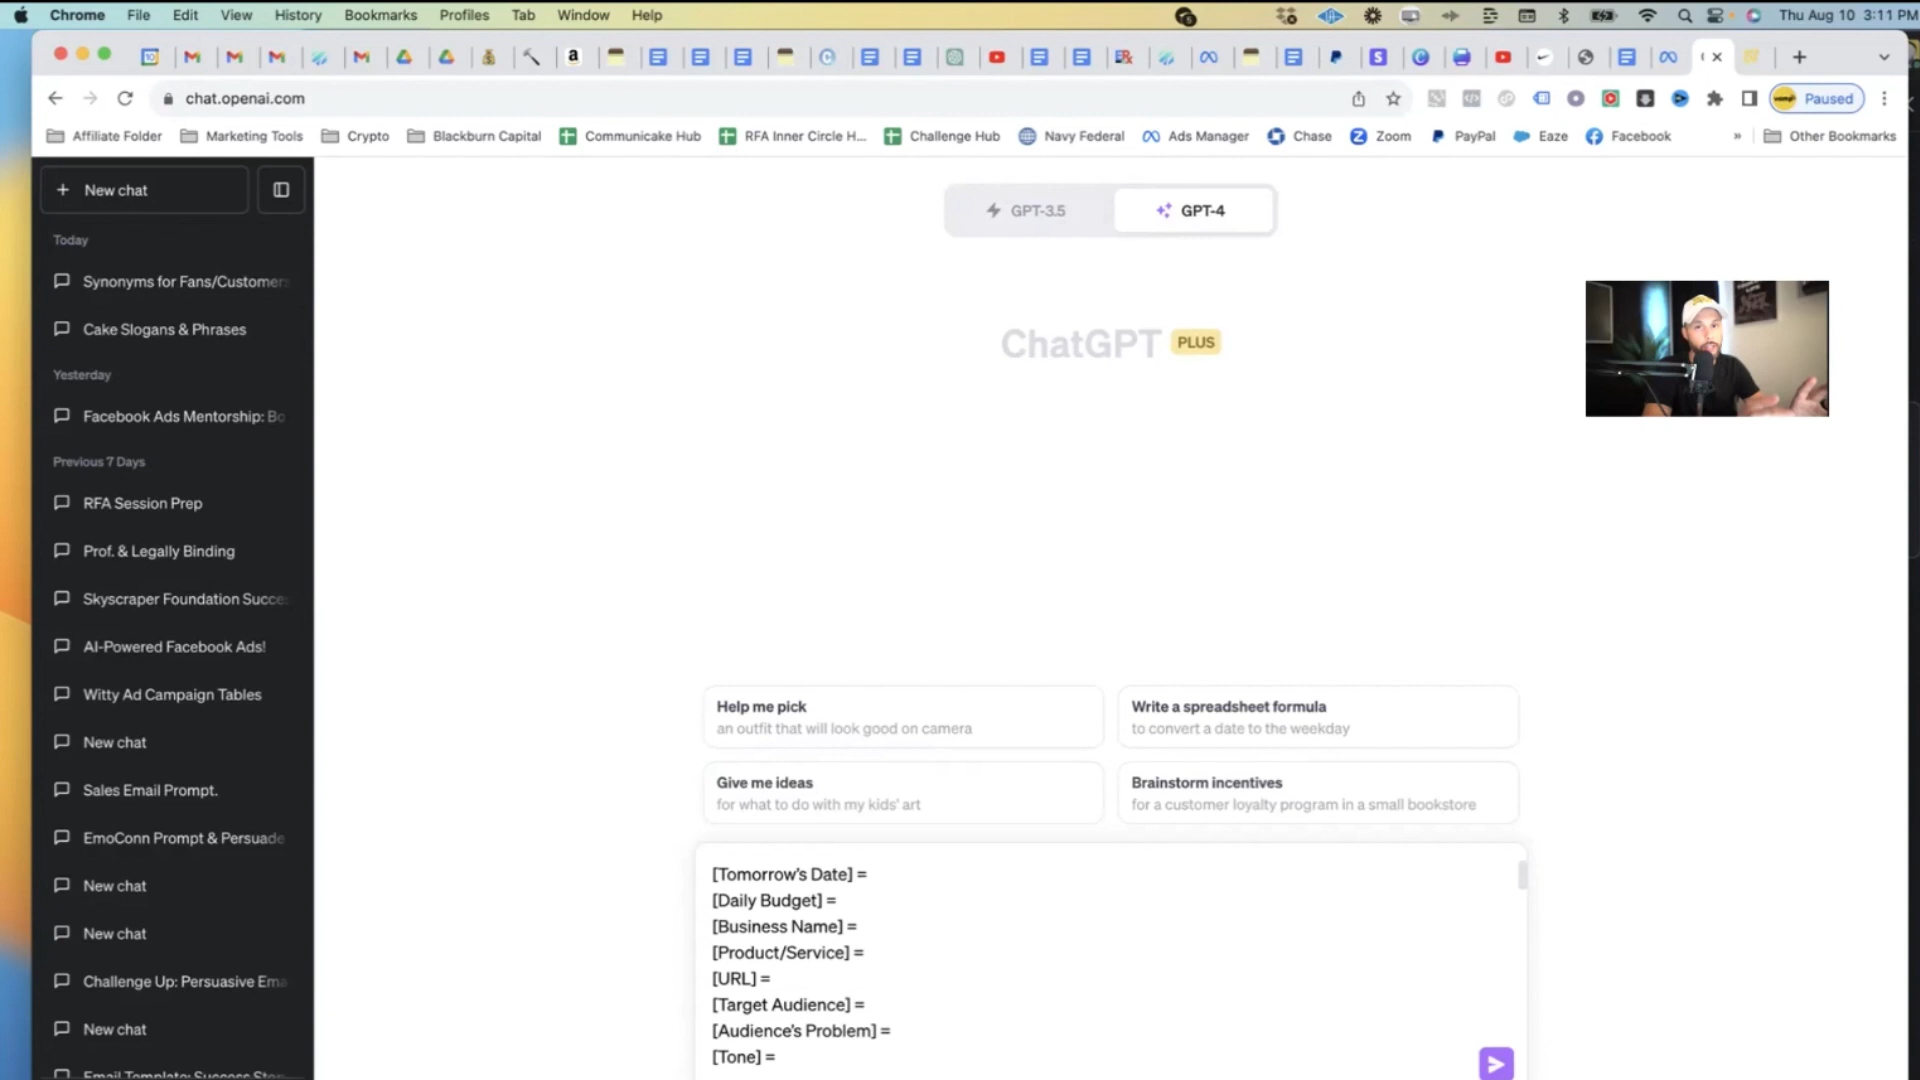 Chrome File Edit View History Bookmarks Profiles Tab Window Help
Thu Aug 10 3:11 PM
chat.openai.com
Paused
Affiliate Folder Marketing Tools Crypto Blackburn Capital Communicake Hub RFA Inner Circle H... Challenge Hub Navy Federal Ads Manager Chase Zoom PayPal Eaze Facebook » Other Bookmarks
+ New chat
Today
Synonyms for Fans/Customers
Cake Slogans & Phrases
Yesterday
Facebook Ads Mentorship: Bo
Previous 7 Days
RFA Session Prep
Prof. & Legally Binding
Skyscraper Foundation Succe
AI-Powered Facebook Ads!
Witty Ad Campaign Tables
New chat
Sales Email Prompt.
EmoConn Prompt & Persuade
New chat
New chat
Challenge Up: Persuasive Ema
New chat
Email Template: Success Stor
GPT-3.5 GPT-4
ChatGPT PLUS
Help me pick
an outfit that will look good on camera
Write a spreadsheet formula
to convert a date to the weekday
Give me ideas
for what to do with my kids' art
Brainstorm incentives
for a customer loyalty program in a small bookstore
[Tomorrow's Date] =
[Daily Budget] =
[Business Name] =
[Product/Service] =
[URL] =
[Target Audience] =
[Audience's Problem] =
[Tone] =